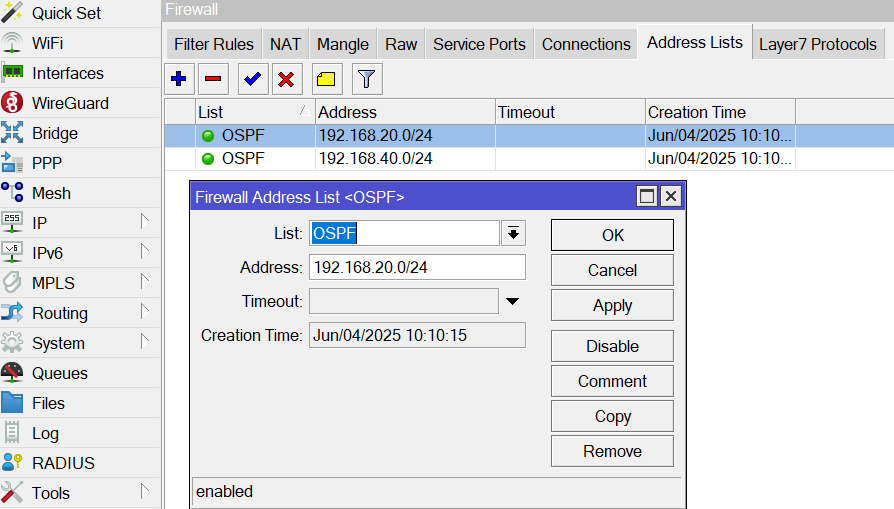 Quick Set
WiFi
Interfaces
WireGuard
Bridge
PPP
Mesh
255
IP
v6
IPv6
MPLS
Routing
System
Queues
Files
Log
RADIUS
Tools
Firewall
Filter Rules NAT Mangle Raw Service Ports Connections Address Lists Layer7 Protocols
List Address Timeout Creation Time
OSPF 192.168.20.0/24 Jun/04/2025 10:10...
OSPF 192.168.40.0/24 Jun/04/2025 10:10...
Firewall Address List <OSPF>
List: OSPF
Address: 192.168.20.0/24
Timeout:
Creation Time: Jun/04/2025 10:10:15
OK
Cancel
Apply
Disable
Comment
Copy
Remove
enabled